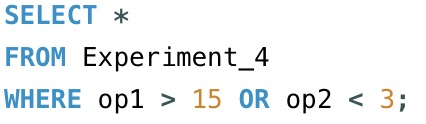 SELECT *
FROM Experiment_4
WHERE op1 > 15 OR op2 < 3;